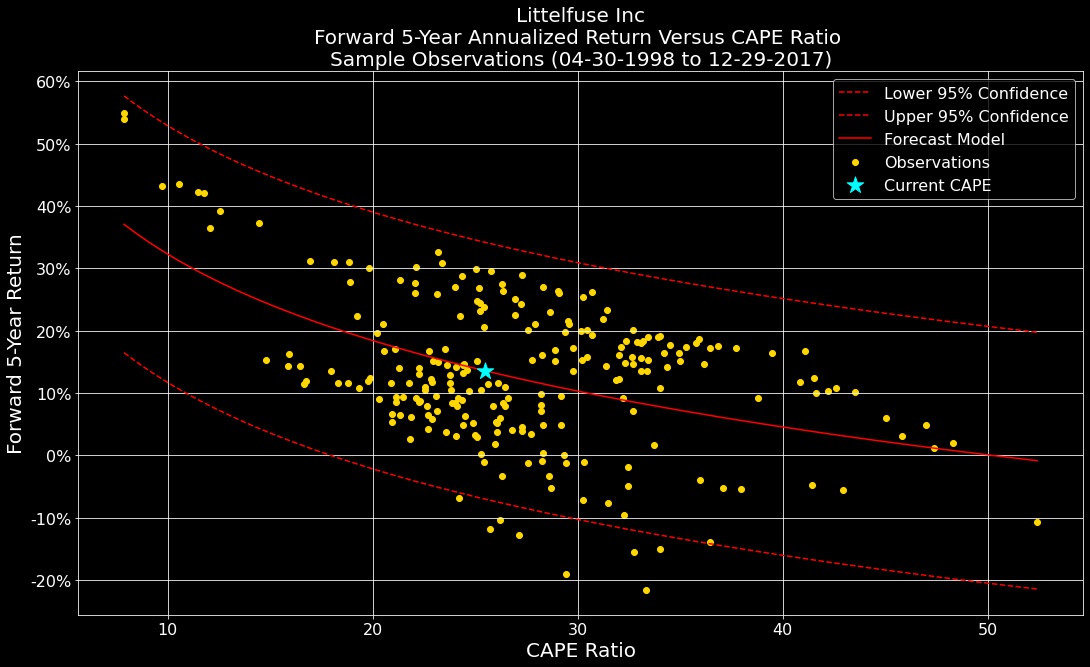 Littelfuse Inc
Forward 5-Year Annualized Return Versus CAPE Ratio
Sample Observations (04-30-1998 to 12-29-2017)
Lower 95% Confidence
Upper 95% Confidence
Forecast Model
Observations
Current CAPE
Forward 5-Year Return
60%
50%
40%
30%
20%
10%
0%
-10%
-20%
10 20 30 40 50
CAPE Ratio